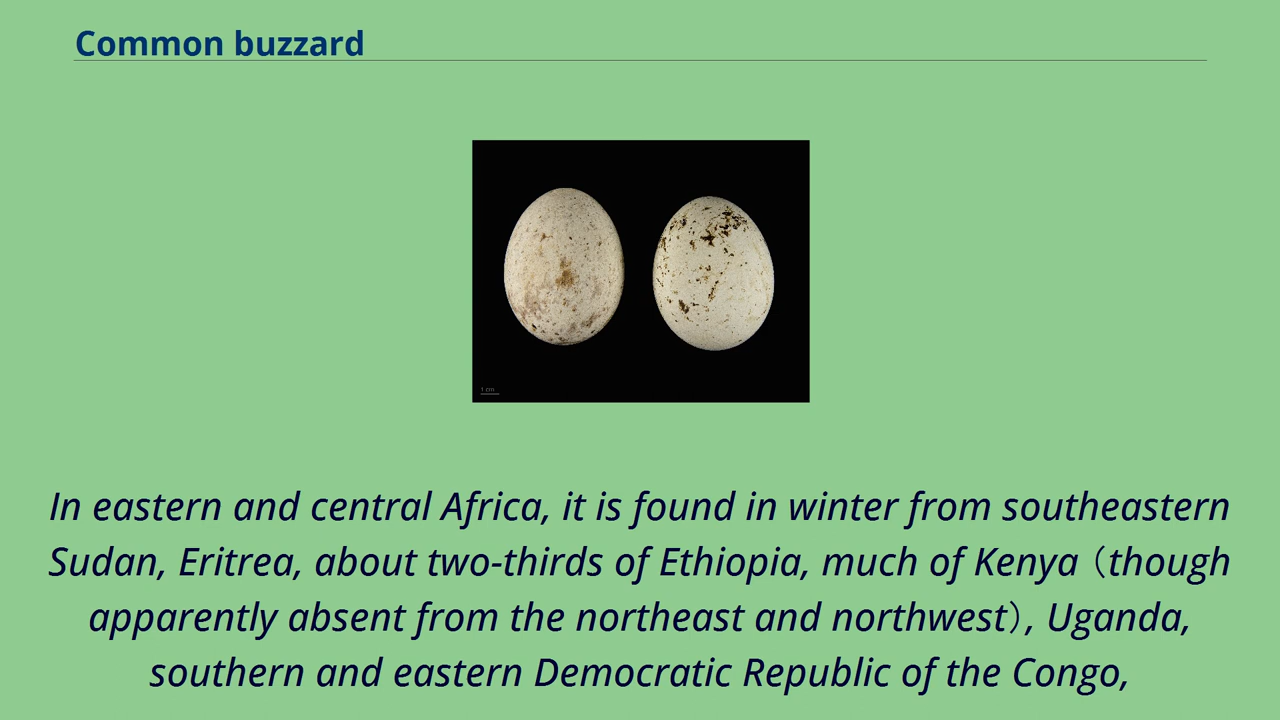 Common buzzard
1 cm
In eastern and central Africa, it is found in winter from southeastern
Sudan, Eritrea, about two-thirds of Ethiopia, much of Kenya（though
apparently absent from the northeast and northwest）, Uganda,
southern and eastern Democratic Republic of the Congo,